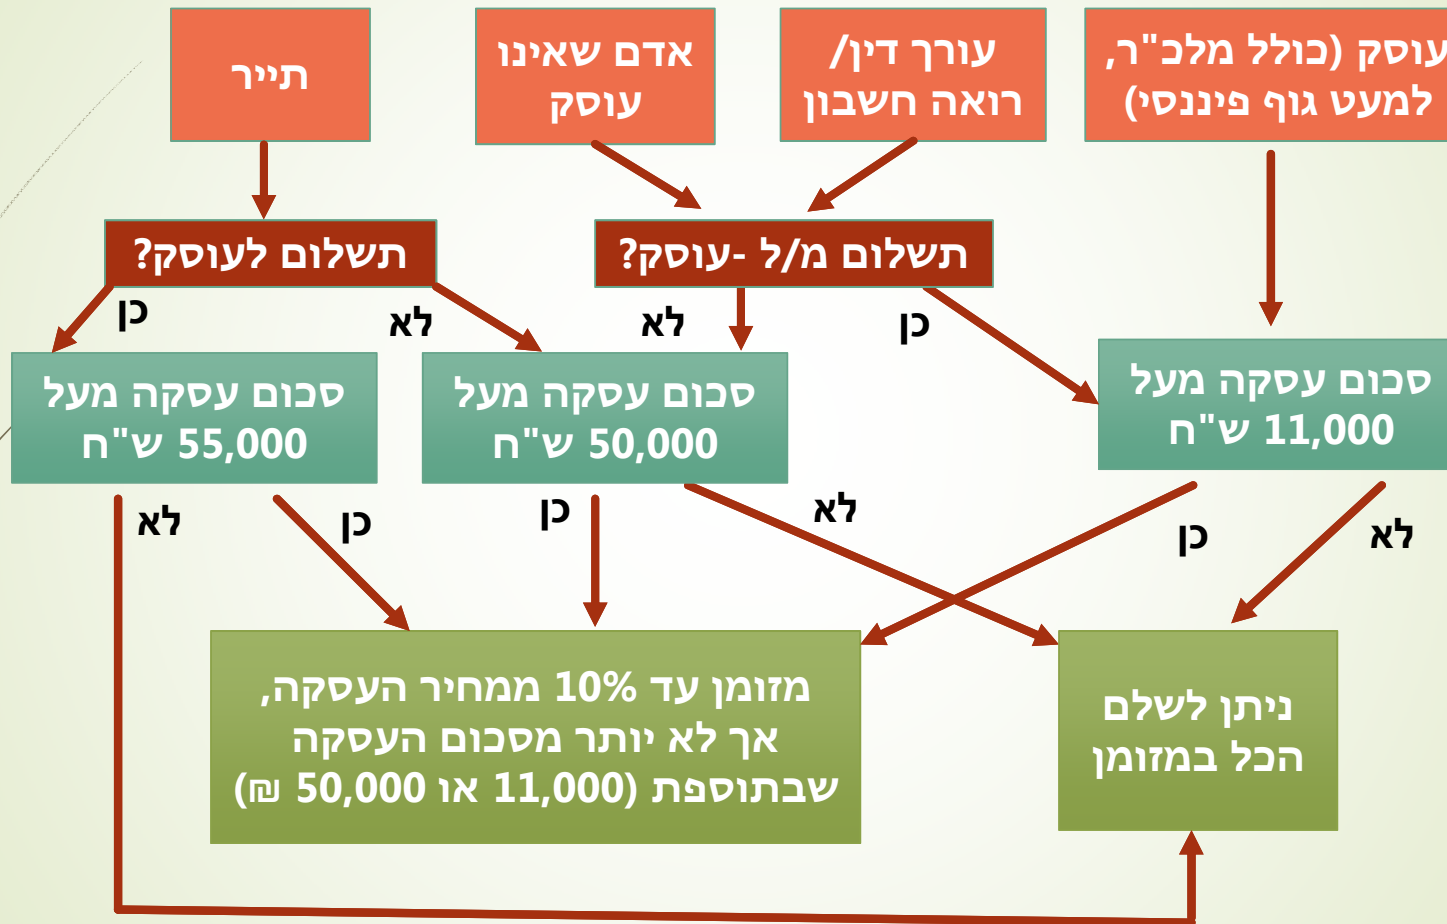 עוסק (כולל מלכ"ר,
למעט גוף פיננסי)
עורך דין/
רואה חשבון
אדם שאינו
עוסק
תייר
תשלום מ/ל -עוסק?
תשלום לעוסק?
כן
לא
לא
כן
סכום עסקה מעל
11,000 ש"ח
סכום עסקה מעל
50,000 ש"ח
סכום עסקה מעל
55,000 ש"ח
לא
כן
לא
כן
כן
לא
ניתן לשלם
הכל במזומן
מזומן עד 10% ממחיר העסקה,
אך לא יותר מסכום העסקה
שבתוספת (11,000 או 50,000 ₪)